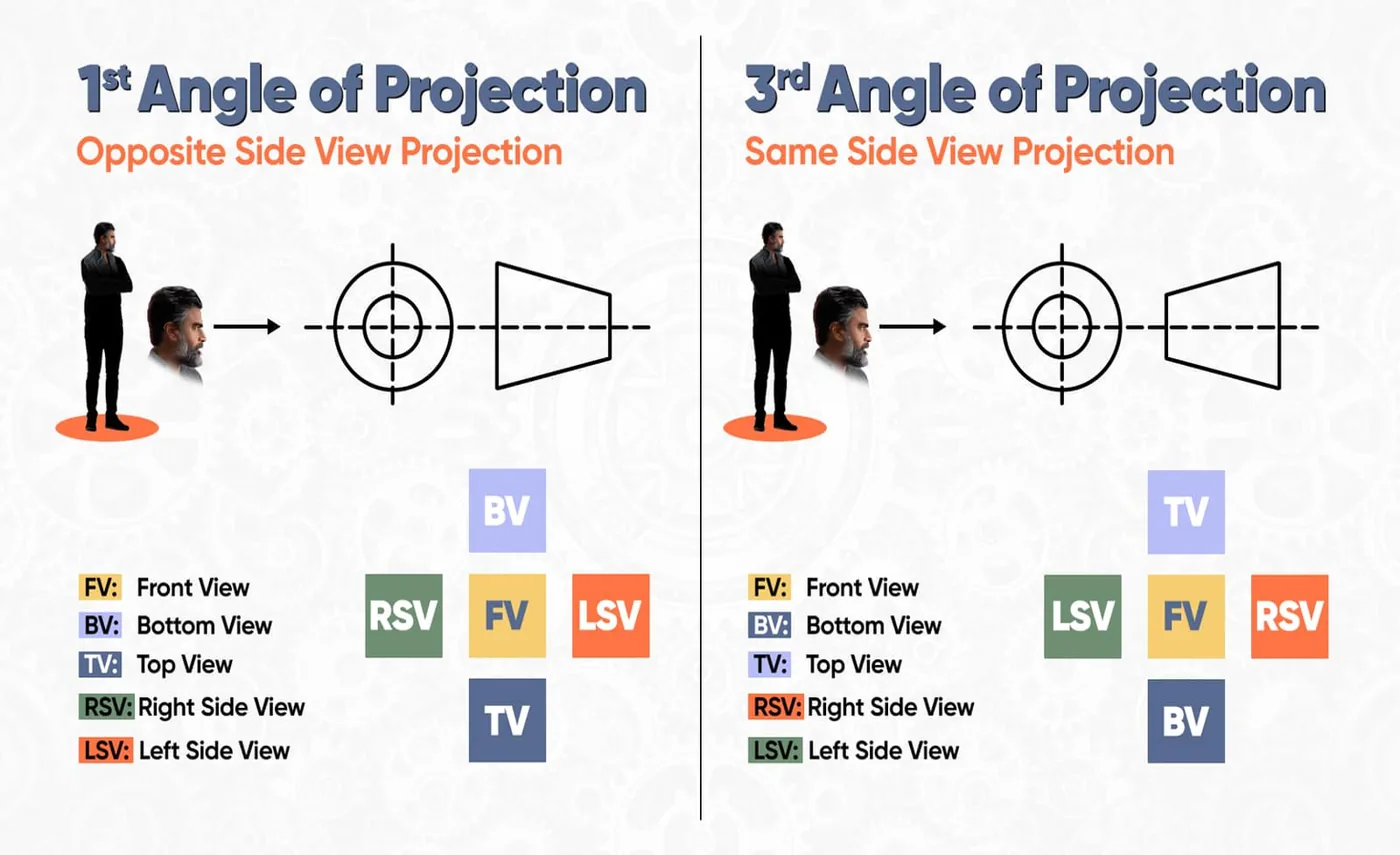 1st Angle of Projection
Opposite Side View Projection
BV
FV: Front View
BV: Bottom View
TV: Top View
RSV: Right Side View
LSV: Left Side View
RSV FV LSV
TV
3rd Angle of Projection
Same Side View Projection
TV
FV: Front View
BV: Bottom View
TV: Top View
RSV: Right Side View
LSV: Left Side View
LSV FV RSV
BV